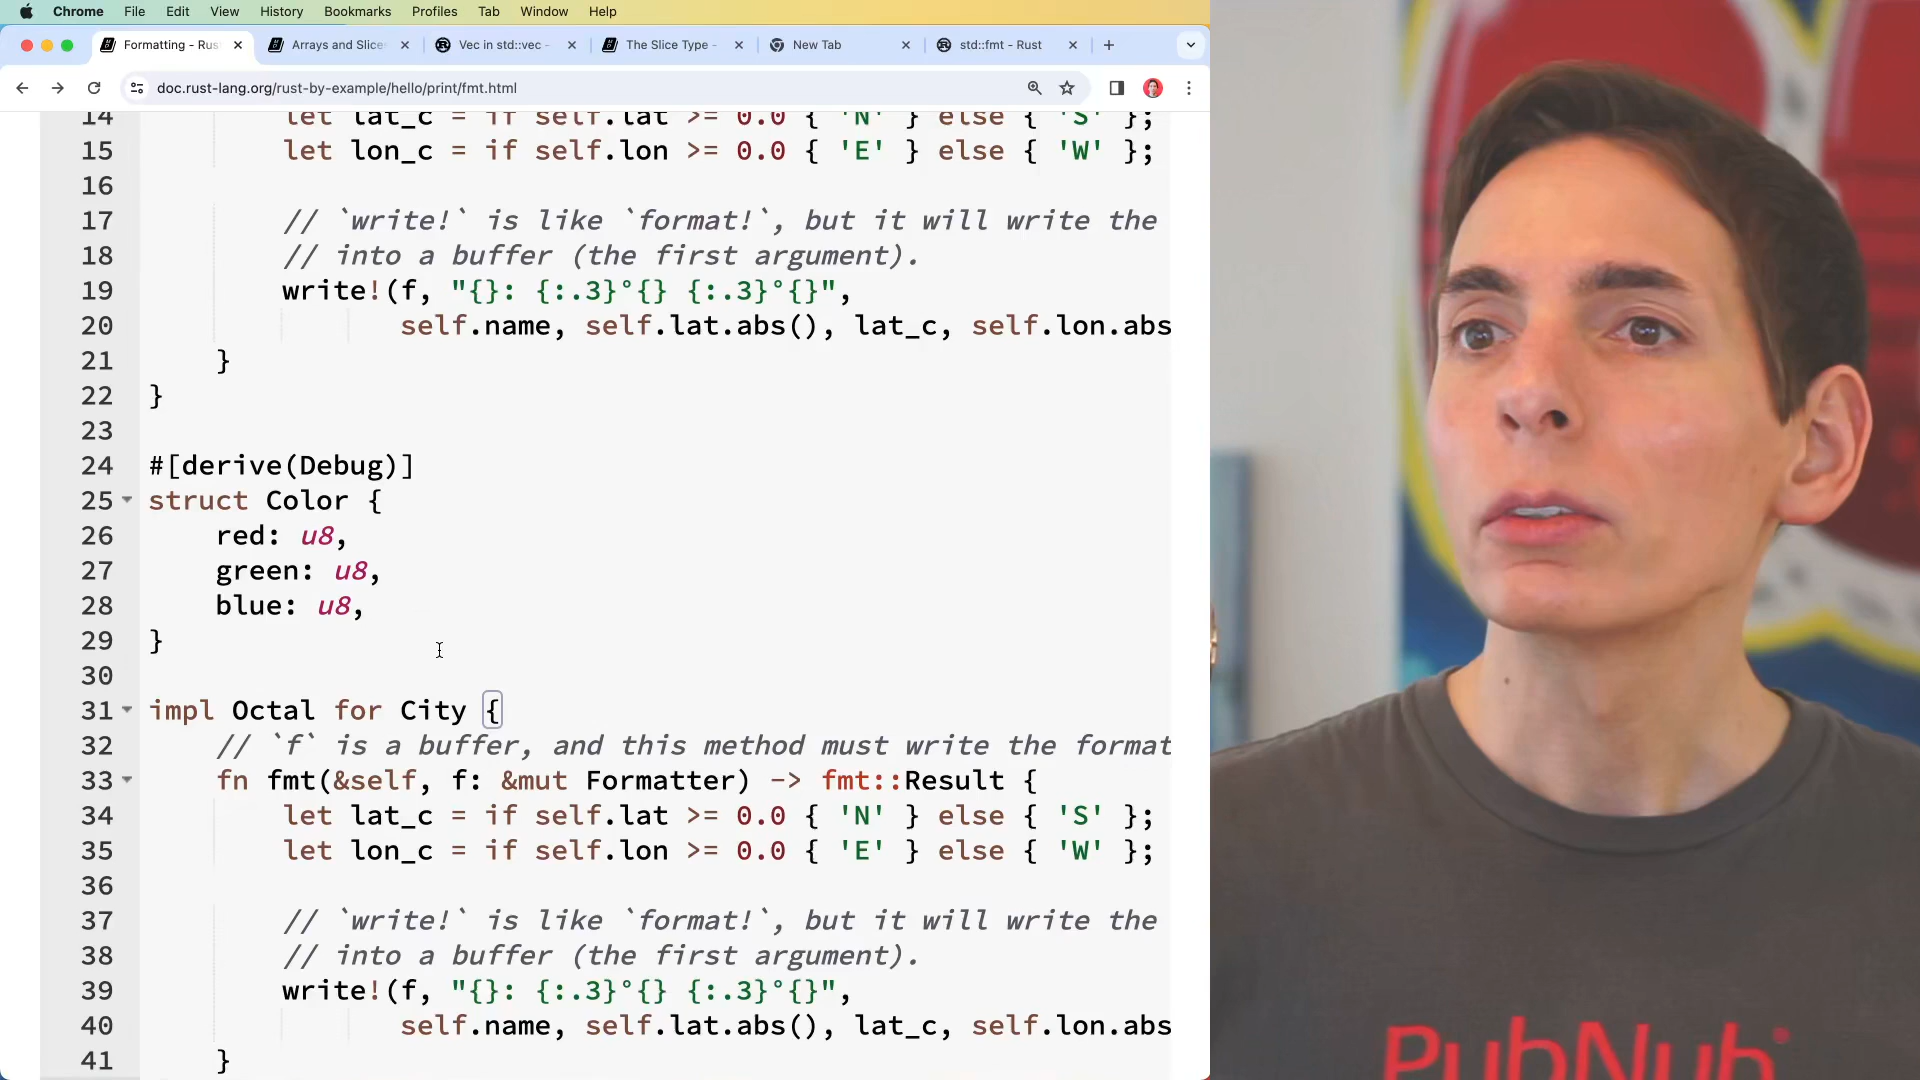 Chrome File Edit View History Bookmarks Profiles Tab Window Help
Formatting - Rus Arrays and Slice Vec in std::vec - The Slice Type - New Tab std::fmt - Rust
doc.rust-lang.org/rust-by-example/hello/print/fmt.html
14 let lat_c = if self.lat >= 0.0 { 'N' } else { 'S' };
15 let lon_c = if self.lon >= 0.0 { 'E' } else { 'W' };
16
17 // `write!` is like `format!`, but it will write the
18 // into a buffer (the first argument).
19 write!(f, "{}: {:.3}°{} {:.3}°{}",
20 self.name, self.lat.abs(), lat_c, self.lon.abs
21 }
22 }
23
24 #[derive(Debug)]
25 struct Color {
26 red: u8,
27 green: u8,
28 blue: u8,
29 }
30
31 impl Octal for City {
32 // `f` is a buffer, and this method must write the format
33 fn fmt(&self, f: &mut Formatter) -> fmt::Result {
34 let lat_c = if self.lat >= 0.0 { 'N' } else { 'S' };
35 let lon_c = if self.lon >= 0.0 { 'E' } else { 'W' };
36
37 // `write!` is like `format!`, but it will write the
38 // into a buffer (the first argument).
39 write!(f, "{}: {:.3}°{} {:.3}°{}",
40 self.name, self.lat.abs(), lat_c, self.lon.abs
41 }
PubNub